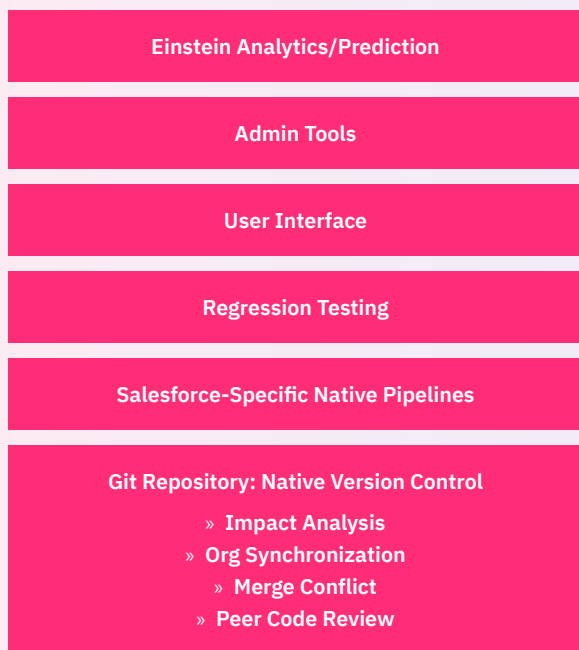 Einstein Analytics/Prediction
Admin Tools
User Interface
Regression Testing
Salesforce-Specific Native Pipelines
Git Repository: Native Version Control
» Impact Analysis
» Org Synchronization
» Merge Conflict
» Peer Code Review